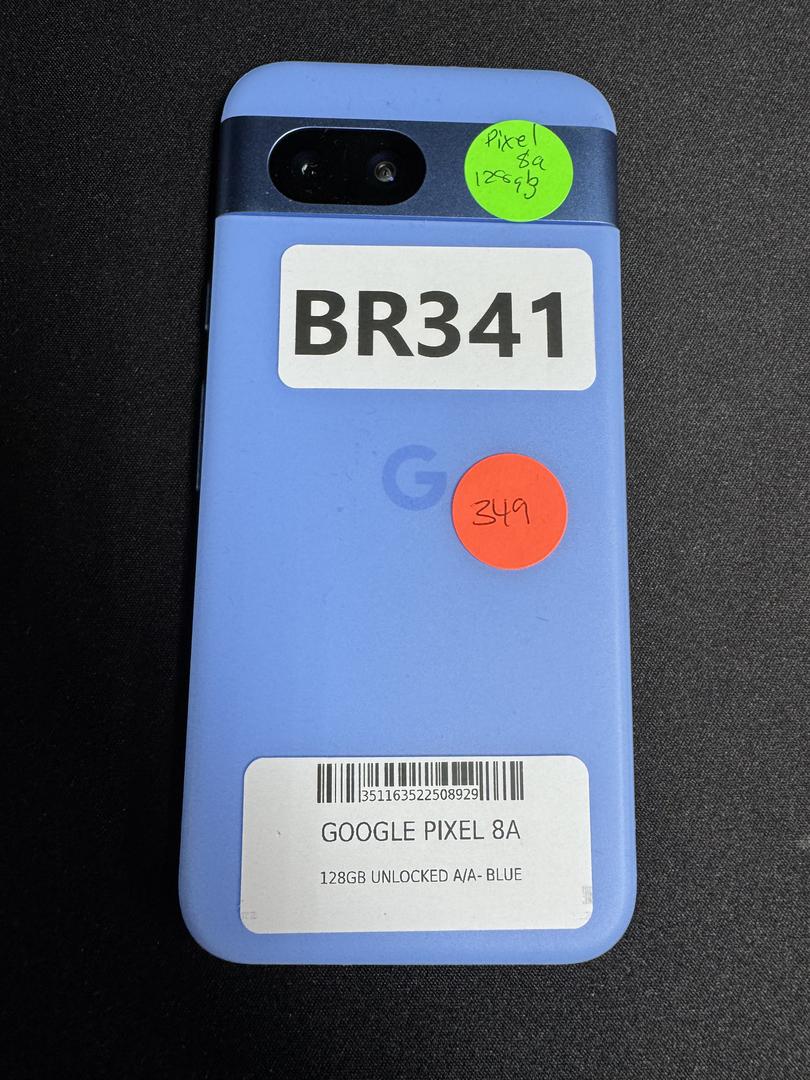 Pixel
8a
128gb
BR341
G
349
351163522508929
GOOGLE PIXEL 8A
128GB UNLOCKED A/A- BLUE